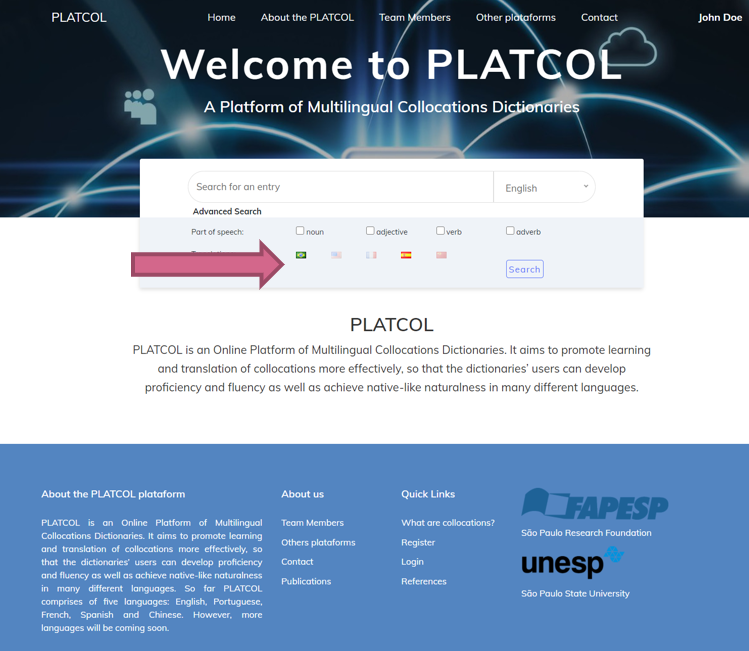 PLATCOL
Home
About the PLATCOL
Team Members
Other plataforms
Contact
John Doe
Welcome to PLATCOL
A Platform of Multilingual Collocations Dictionaries
Search for an entry
English
Advanced Search
Part of speech:
noun
adjective
verb
adverb
Search
PLATCOL
PLATCOL is an Online Platform of Multilingual Collocations Dictionaries. It aims to promote learning
and translation of collocations more effectively, so that the dictionaries' users can develop
proficiency and fluency as well as achieve native-like naturalness in many different languages.
About the PLATCOL plataform
PLATCOL is an Online Platform of Multilingual
Collocations Dictionaries. It aims to promote learning
and translation of collocations more effectively, so
that the dictionaries' users can develop proficiency
and fluency as well as achieve native-like naturalness
in many different languages. So far PLATCOL
comprises of five languages: English, Portuguese,
French, Spanish and Chinese. However, more
languages will be coming soon.
About us
Team Members
Others plataforms
Contact
Publications
Quick Links
What are collocations?
Register
Login
References
FAPESP
São Paulo Research Foundation
unesp
São Paulo State University